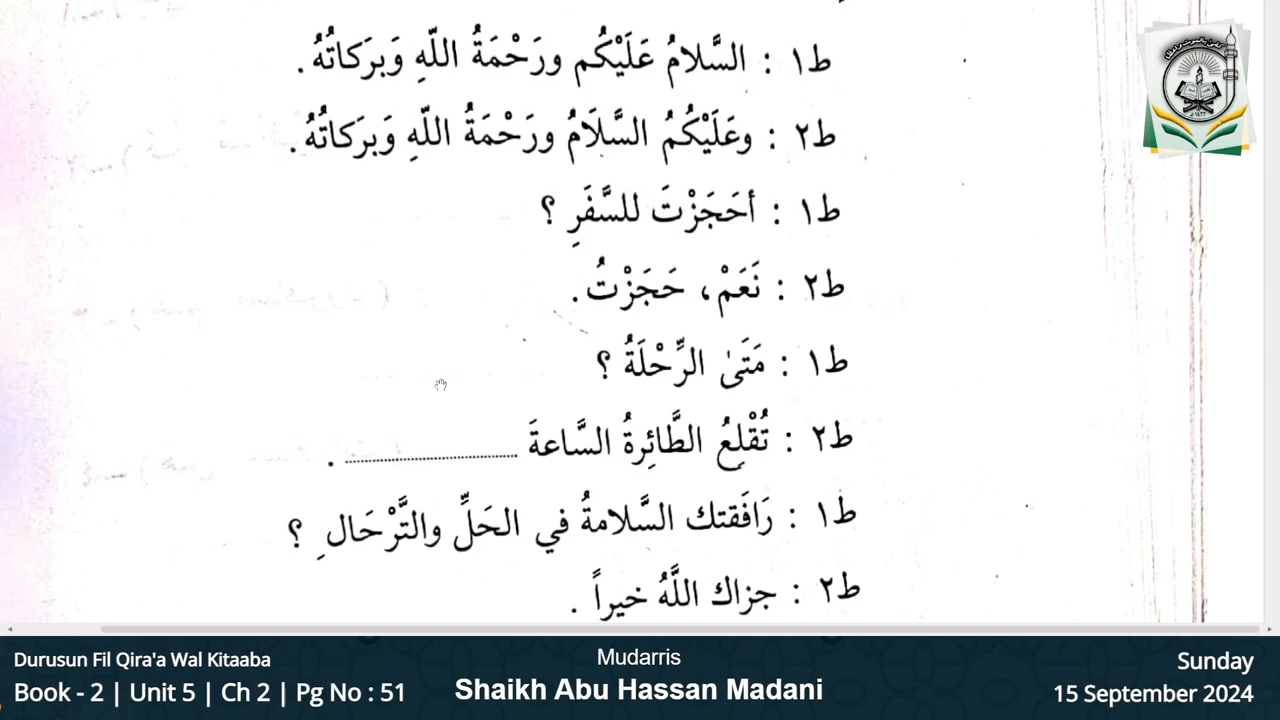 ط١ : السَّلامُ عَلَيْكُم ورَحْمَةُ اللّهِ وَبرَكاتُهُ .
ط٢ : وعَلَيْكُمُ السَّلَامُ ورَحْمَةُ اللّهِ وَبرَكاتُهُ .
ط١ : أحَجَزْتَ للسَّفَرِ ؟
ط٢ : نَعَمْ، حَجَزْتُ .
ط١ : مَتَىٰ الرِّحْلَةُ ؟
ط٢ : تُقْلِعُ الطَّائِرةُ السَّاعةَ .................... .
ط١ : رَافَقتك السَّلامةُ في الحَلِّ والتَّرْحَالِ ؟
ط٢ : جزاك اللَّهُ خيراً .
Durusun Fil Qira'a Wal Kitaaba
Book - 2 | Unit 5 | Ch 2 | Pg No : 51
Mudarris
Shaikh Abu Hassan Madani
Sunday
15 September 2024